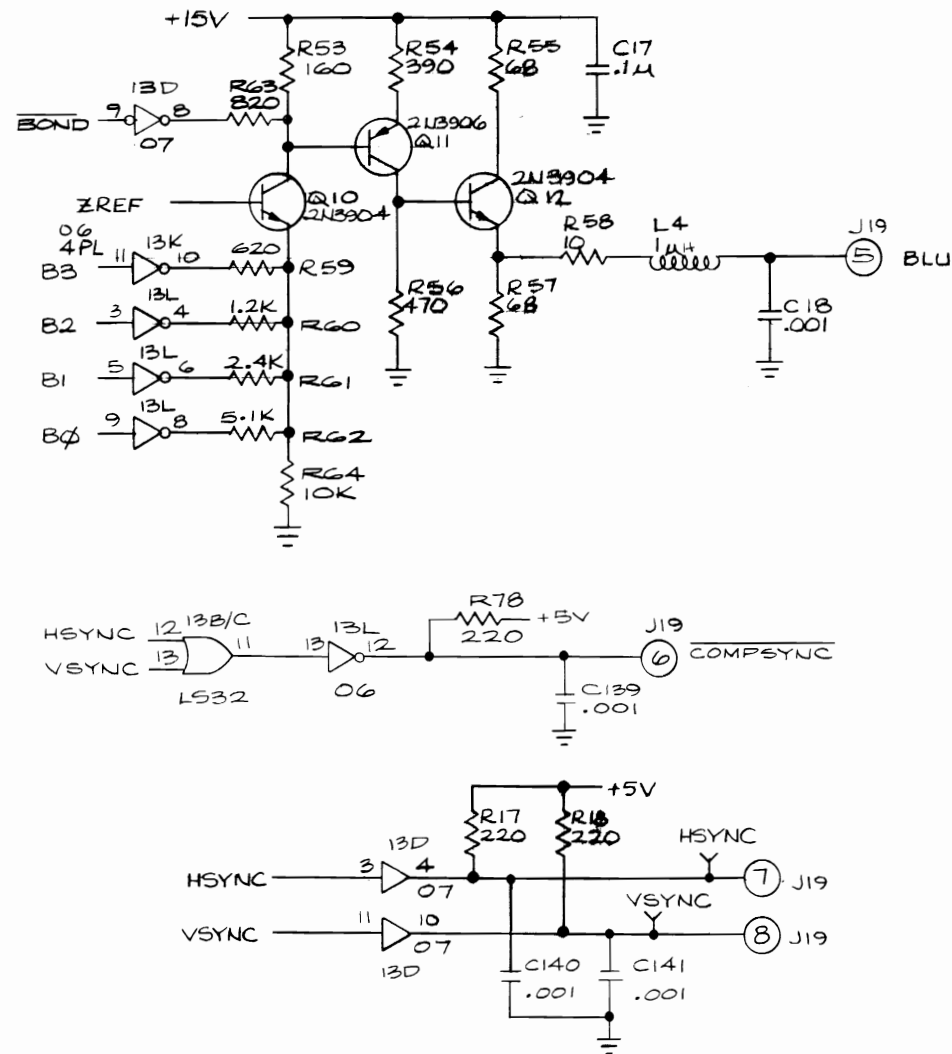 +15V
R53
160
R54
390
R55
68
C17
.1μ
13D
R63
820
BOND
9
8
07
2N3906
Q11
2N3904
Q12
ZREF
Q10
2N3904
R58
10
L4
1μH
J19
5
BLU
06
4PL
B3
11
13K
10
620
R59
R56
470
R57
68
C18
.001
B2
3
13L
4
1.2K
R60
B1
5
13L
6
2.4K
R61
BØ
9
13L
8
5.1K
R62
R64
10K
R78
220
+5V
HSYNC
12
13B/C
11
13
13L
12
J19
6
COMPSYNC
VSYNC
13
LS32
06
C139
.001
+5V
R17
220
220
HSYNC
3
13D
4
07
HSYNC
7
J19
VSYNC
VSYNC
11
10
07
13D
8
J19
C140
.001
C141
.001